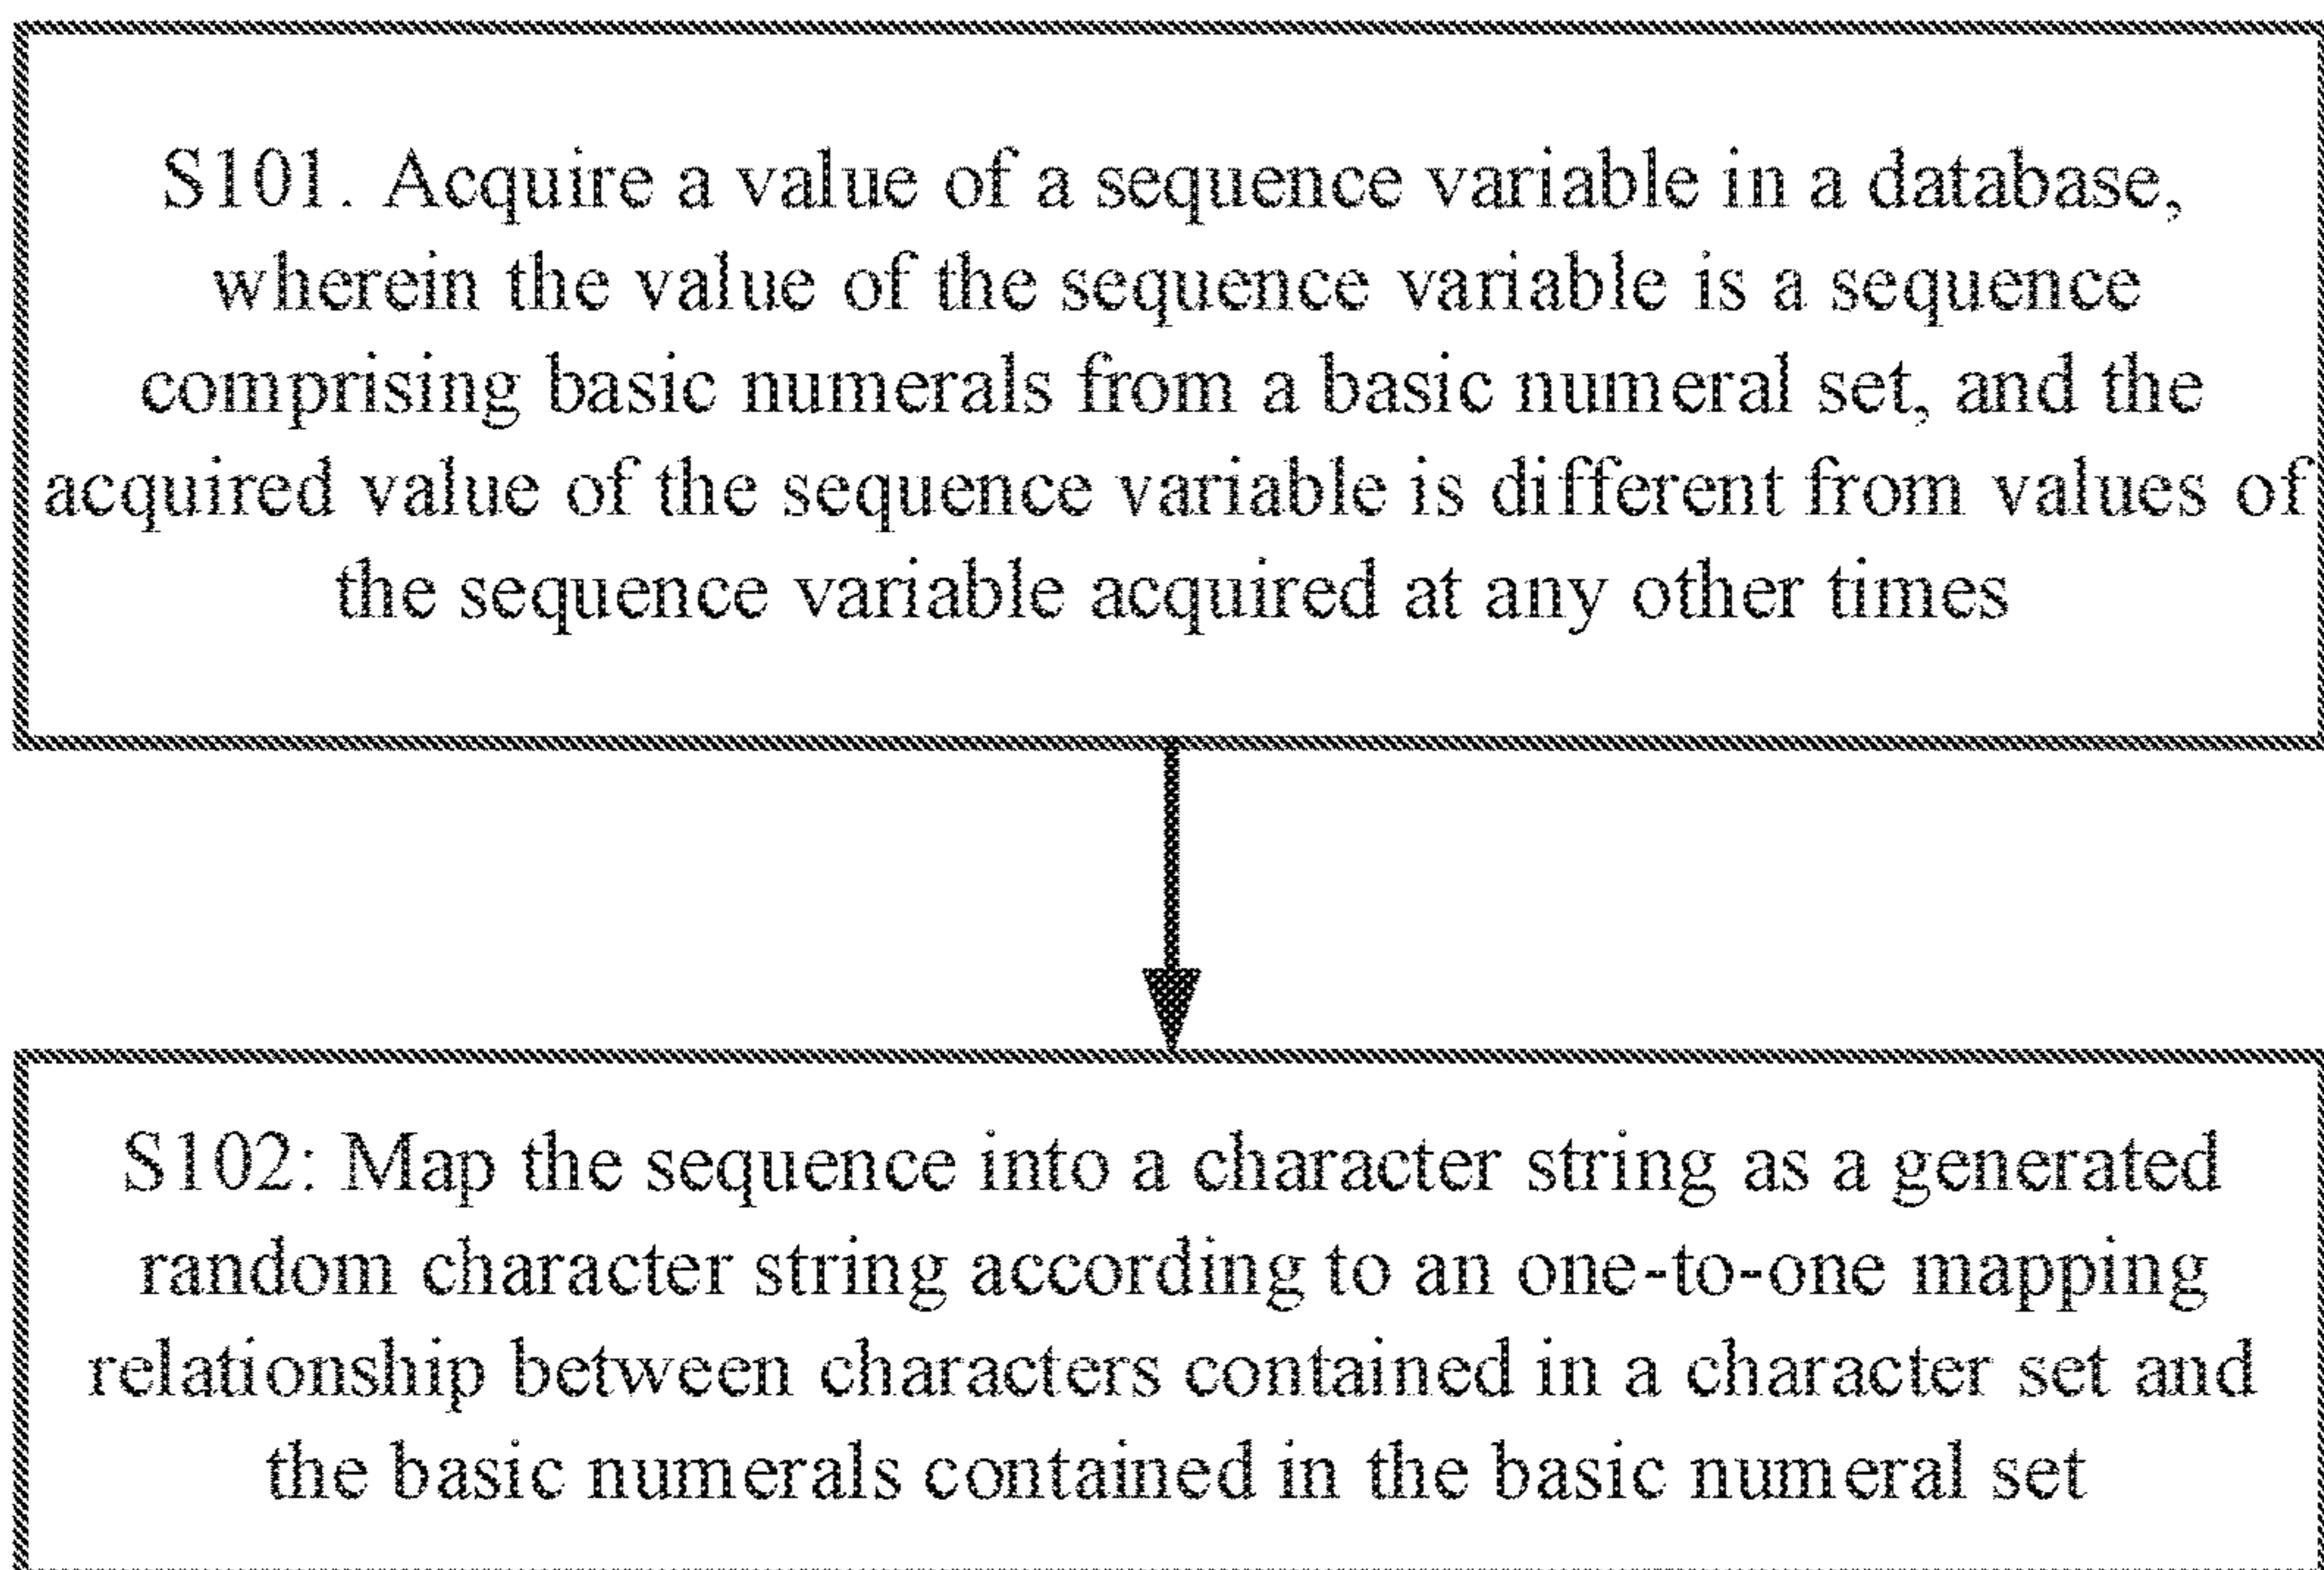 S101. Acquire a value of a sequence variable in a database,
wherein the value of the sequence variable is a sequence
comprising basic numerals from a basic numeral set, and the
acquired value of the sequence variable is different from values of
the sequence variable acquired at any other times
S102: Map the sequence into a character string as a generated
random character string according to an one-to-one mapping
relationship between characters contained in a character set and
the basic numerals contained in the basic numeral set